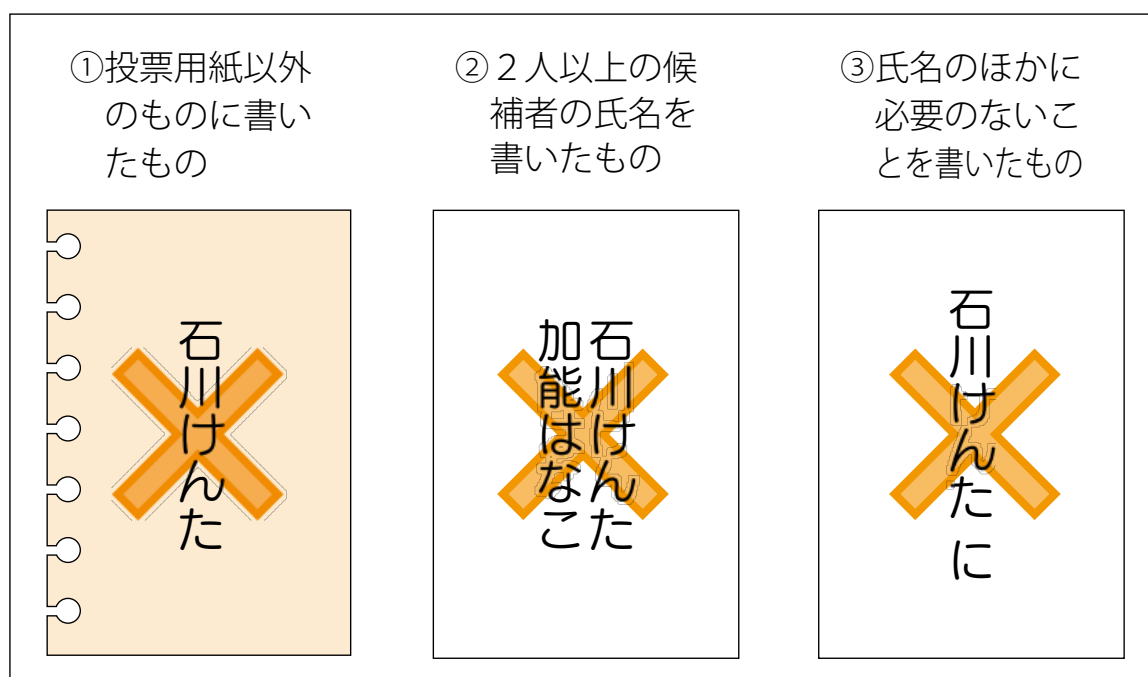 ①投票用紙以外
のものに書い
たもの
石川けんた
②２人以上の候
補者の氏名を
書いたもの
石川けんた
加能はなこ
③氏名のほかに
必要のないこ
とを書いたもの
石川けんた に